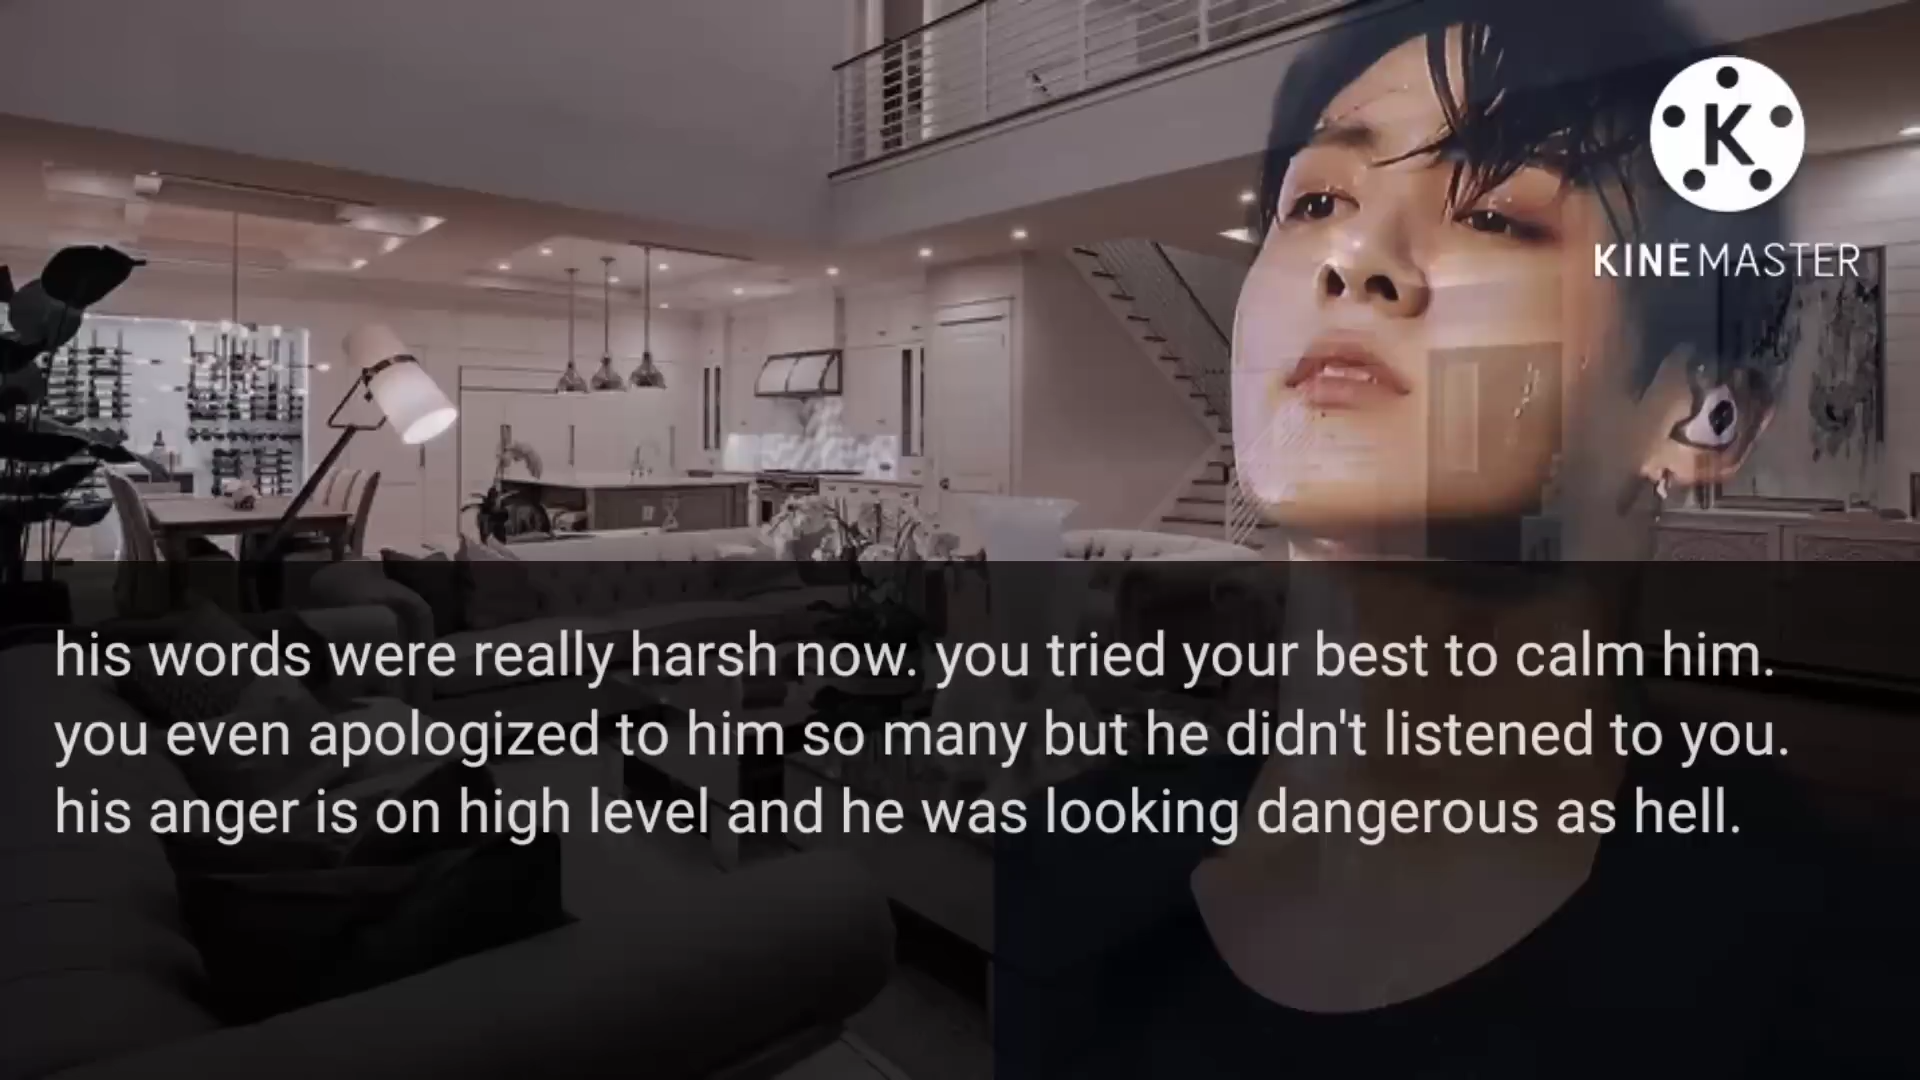 K
KINEMASTER
his words were really harsh now. you tried your best to calm him.
you even apologized to him so many but he didn't listened to you.
his anger is on high level and he was looking dangerous as hell.